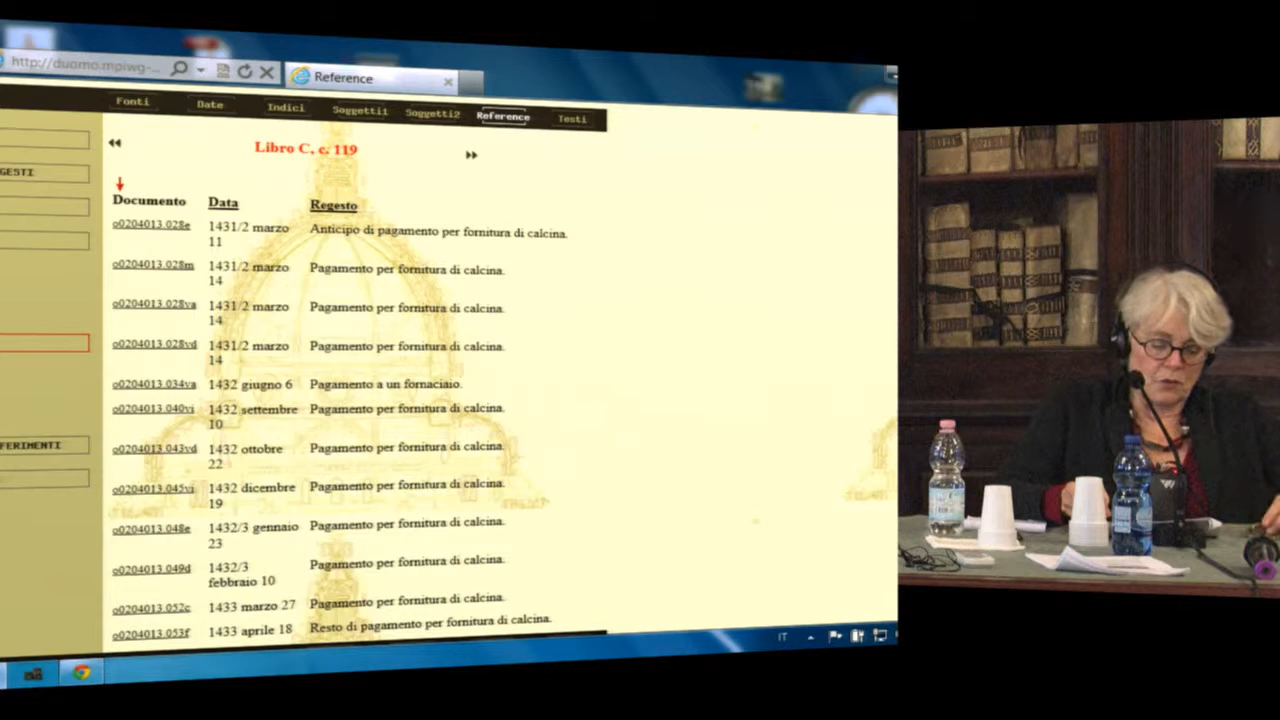 http://duomo.mpiwg-...
Reference
Fonti Date Indici Soggetti1 Soggetti2 Reference Testi
Libro C, c. 119
GESTI
Documento Data Regesto
o0204013.028e 1431/2 marzo 11 Anticipo di pagamento per fornitura di calcina.
o0204013.028m 1431/2 marzo 14 Pagamento per fornitura di calcina.
o0204013.028va 1431/2 marzo 14 Pagamento per fornitura di calcina.
o0204013.028vd 1431/2 marzo 14 Pagamento per fornitura di calcina.
o0204013.034va 1432 giugno 6 Pagamento a un fornaciaio.
o0204013.040vi 1432 settembre 10 Pagamento per fornitura di calcina.
FERIMENTI
o0204013.043vd 1432 ottobre 22 Pagamento per fornitura di calcina.
o0204013.045vi 1432 dicembre 19 Pagamento per fornitura di calcina.
o0204013.048e 1432/3 gennaio 23 Pagamento per fornitura di calcina.
o0204013.049d 1432/3 febbraio 10 Pagamento per fornitura di calcina.
o0204013.052c 1433 marzo 27 Pagamento per fornitura di calcina.
o0204013.053f 1433 aprile 18 Resto di pagamento per fornitura di calcina.
IT